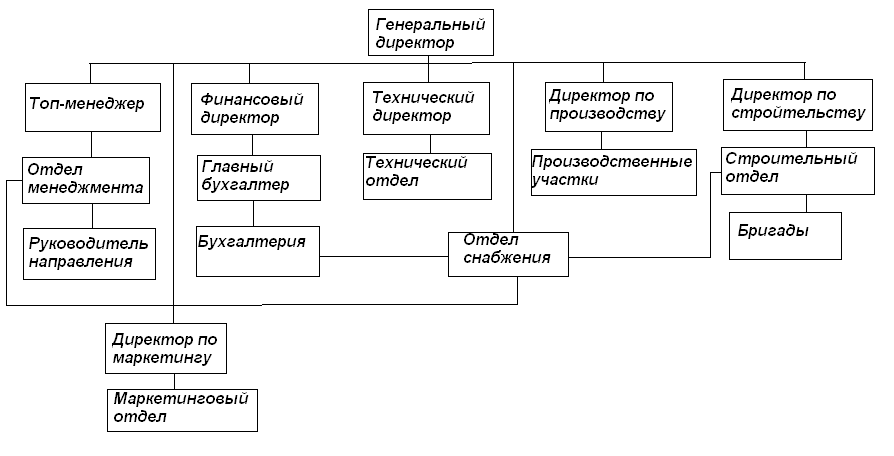 Генеральный
директор
Топ-менеджер
Финансовый
директор
Технический
директор
Директор по
производству
Директор по
стройтельству
Отдел
менеджмента
Главный
бухгалтер
Технический
отдел
Производственные
участки
Строительный
отдел
Руководитель
направления
Бухгалтерия
Отдел
снабжения
Бригады
Директор по
маркетингу
Маркетинговый
отдел